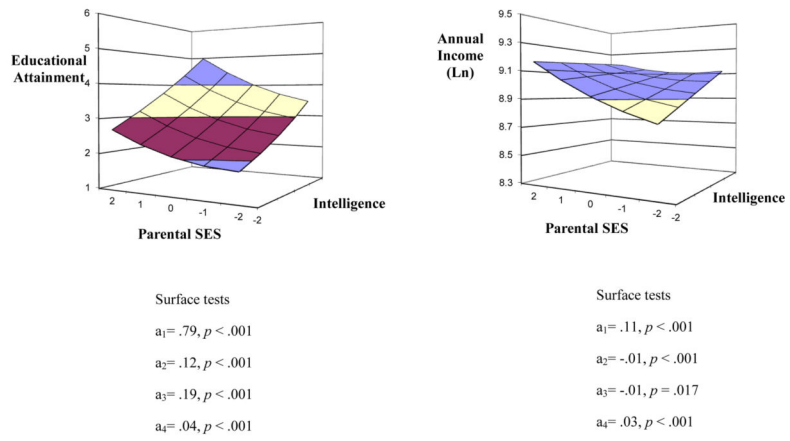 Educational
Attainment
6
5
4
3
2
1
2
1
0
-1
-2
-2
Intelligence
Parental SES
Surface tests
a₁= .79, p < .001
a₂= .12, p < .001
a₃= .19, p < .001
a₄= .04, p < .001
Annual
Income
(Ln)
9.5
9.3
9.1
8.9
8.7
8.5
8.3
2
1
0
-1
-2
-2
Intelligence
Parental SES
Surface tests
a₁= .11, p < .001
a₂= -.01, p < .001
a₃= -.01, p = .017
a₄= .03, p < .001